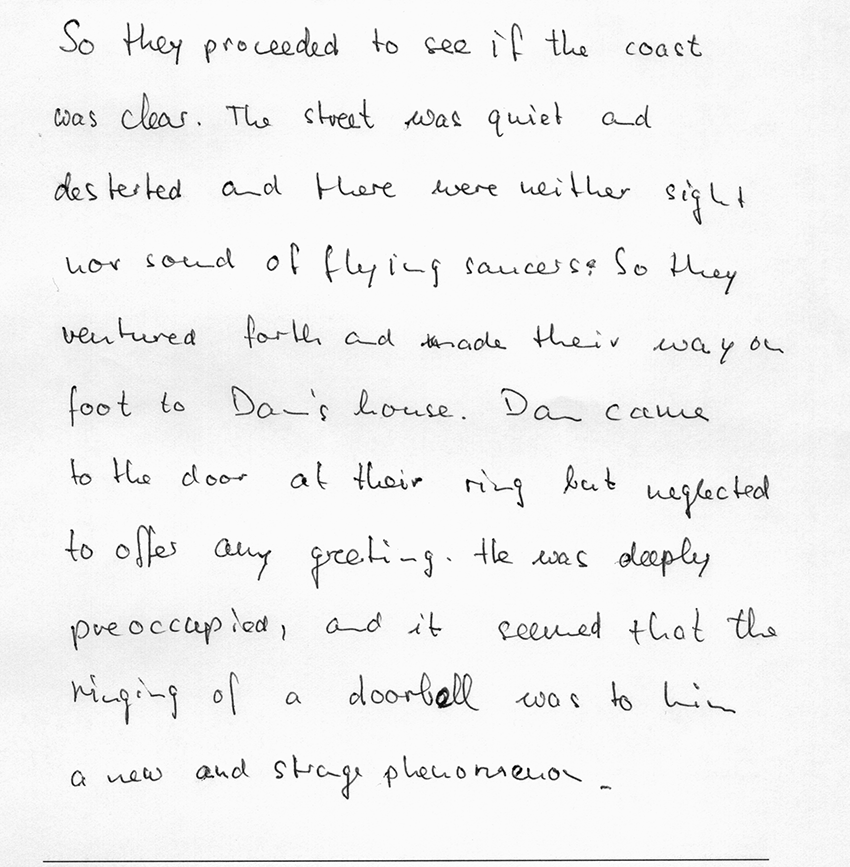 So they proceeded to see if the coast
was clear. The street was quiet and
desterted and there were neither sight
nor sound of flying saucers. So they
ventured forth and made their way on
foot to Dan's house. Dan came
to the door at their ring but neglected
to offer any greeting. He was deeply
preoccupied, and it seemed that the
ringing of a doorbell was to him
a new and strage phenomenon.